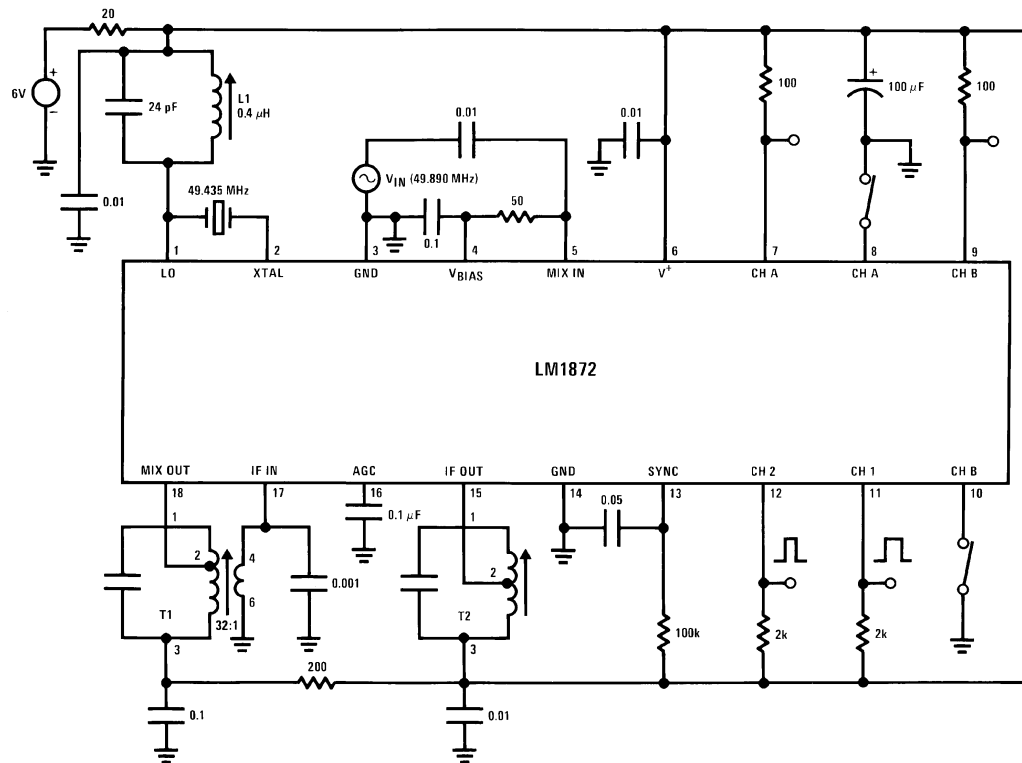 20
+
6V
−
24 pF
L1
0.4 μH
0.01
49.435 MHz
0.01
V_IN (49.890 MHz)
0.1
50
0.01
100
+
100 μF
100
1 2 3 4 5 6 7 8 9
LO XTAL GND V_BIAS MIX IN V⁺ CH A CH A CH B
LM1872
MIX OUT IF IN AGC IF OUT GND SYNC CH 2 CH 1 CH B
18 17 16 15 14 13 12 11 10
1
2
T1
3
32:1
4
6
0.001
0.1 μF
1
2
T2
3
0.05
100k
2k
2k
200
0.1
0.01